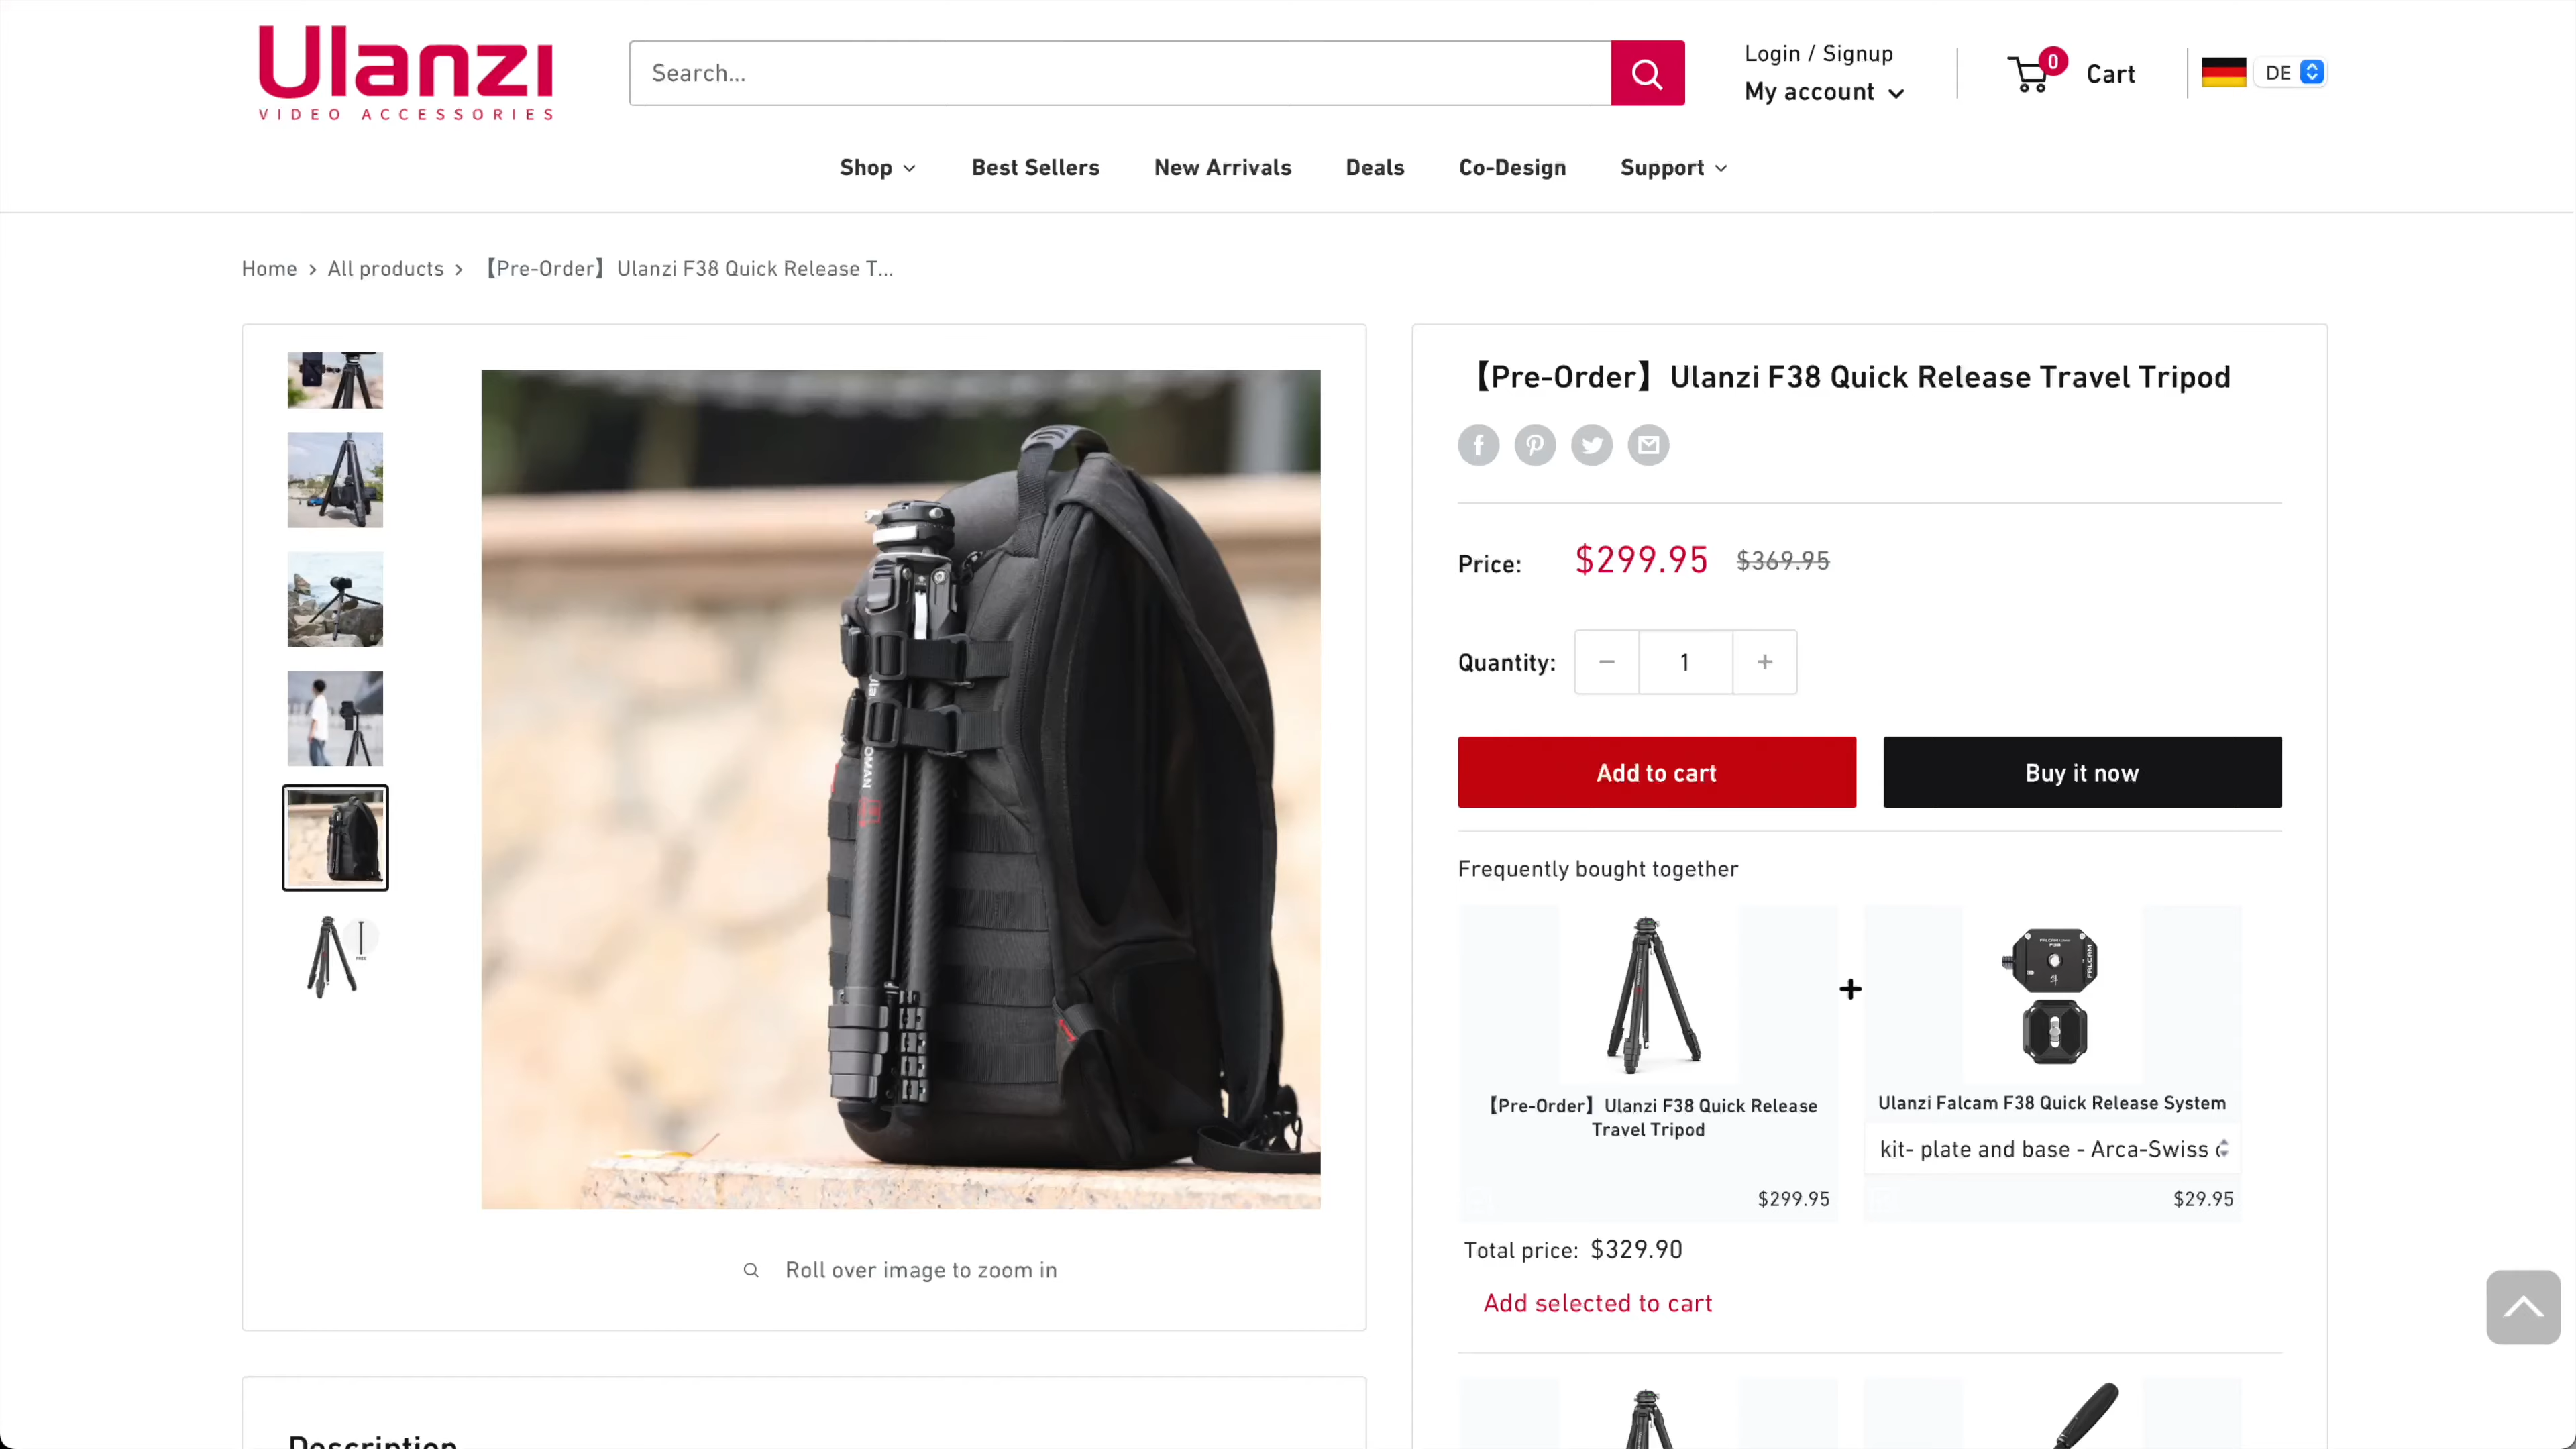 Ulanzi
VIDEO ACCESSORIES
Search...
Login / Signup
My account
0
Cart
DE
Shop
Best Sellers
New Arrivals
Deals
Co-Design
Support
Home > All products > 【Pre-Order】Ulanzi F38 Quick Release T...
【Pre-Order】Ulanzi F38 Quick Release Travel Tripod
Price: $299.95 $369.95
Quantity: − 1 +
Add to cart
Buy it now
Frequently bought together
【Pre-Order】Ulanzi F38 Quick Release
Travel Tripod
$299.95
+
FALCAM
F38
Ulanzi Falcam F38 Quick Release System
kit- plate and base - Arca-Swiss
$29.95
Total price: $329.90
Add selected to cart
Roll over image to zoom in
Description